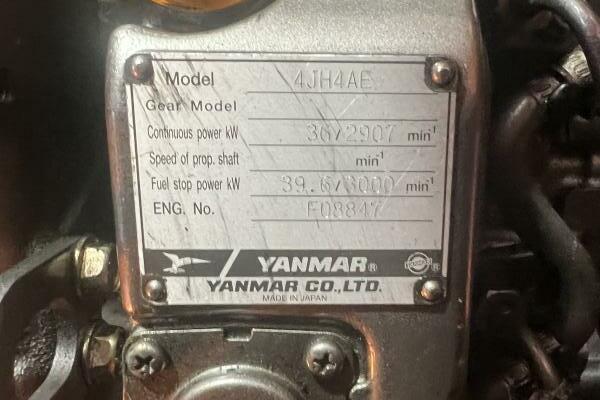 Model 4JH4AE
Gear Model
Continuous power kW 36/2907 min⁻¹
Speed of prop. shaft min⁻¹
Fuel stop power kW 39.6/3000 min⁻¹
ENG. No. E08847
YANMAR®
®
YANMAR CO.,LTD.
MADE IN JAPAN